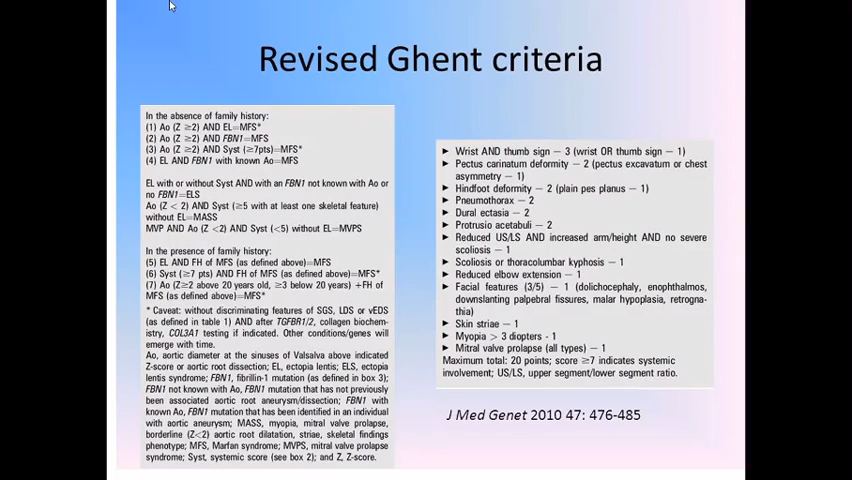 Revised Ghent criteria
In the absence of family history:
(1) Ao (Z ≥2) AND EL=MFS*
(2) Ao (Z ≥2) AND FBN1=MFS
(3) Ao (Z ≥2) AND Syst (≥7pts)=MFS*
(4) EL AND FBN1 with known Ao=MFS
EL with or without Syst AND with an FBN1 not known with Ao or
no FBN1=ELS
Ao (Z < 2) AND Syst (≥5 with at least one skeletal feature)
without EL=MASS
MVP AND Ao (Z <2) AND Syst (<5) without EL=MVPS
In the presence of family history:
(5) EL AND FH of MFS (as defined above)=MFS
(6) Syst (≥7 pts) AND FH of MFS (as defined above)=MFS*
(7) Ao (Z≥2 above 20 years old, ≥3 below 20 years) +FH of
MFS (as defined above)=MFS*
* Caveat: without discriminating features of SGS, LDS or vEDS
(as defined in table 1) AND after TGFBR1/2, collagen biochem-
istry, COL3A1 testing if indicated. Other conditions/genes will
emerge with time.
Ao, aortic diameter at the sinuses of Valsalva above indicated
Z-score or aortic root dissection; EL, ectopia lentis; ELS, ectopia
lentis syndrome; FBN1, fibrillin-1 mutation (as defined in box 3);
FBN1 not known with Ao, FBN1 mutation that has not previously
been associated aortic root aneurysm/dissection; FBN1 with
known Ao, FBN1 mutation that has been identified in an individual
with aortic aneurysm; MASS, myopia, mitral valve prolapse,
borderline (Z<2) aortic root dilatation, striae, skeletal findings
phenotype; MFS, Marfan syndrome; MVPS, mitral valve prolapse
syndrome; Syst, systemic score (see box 2); and Z, Z-score.
► Wrist AND thumb sign — 3 (wrist OR thumb sign — 1)
► Pectus carinatum deformity — 2 (pectus excavatum or chest
asymmetry — 1)
► Hindfoot deformity — 2 (plain pes planus — 1)
► Pneumothorax — 2
► Dural ectasia — 2
► Protrusio acetabuli — 2
► Reduced US/LS AND increased arm/height AND no severe
scoliosis — 1
► Scoliosis or thoracolumbar kyphosis — 1
► Reduced elbow extension — 1
► Facial features (3/5) — 1 (dolichocephaly, enophthalmos,
downslanting palpebral fissures, malar hypoplasia, retrogna-
thia)
► Skin striae — 1
► Myopia > 3 diopters - 1
► Mitral valve prolapse (all types) — 1
Maximum total: 20 points; score ≥7 indicates systemic
involvement; US/LS, upper segment/lower segment ratio.
J Med Genet 2010 47: 476-485